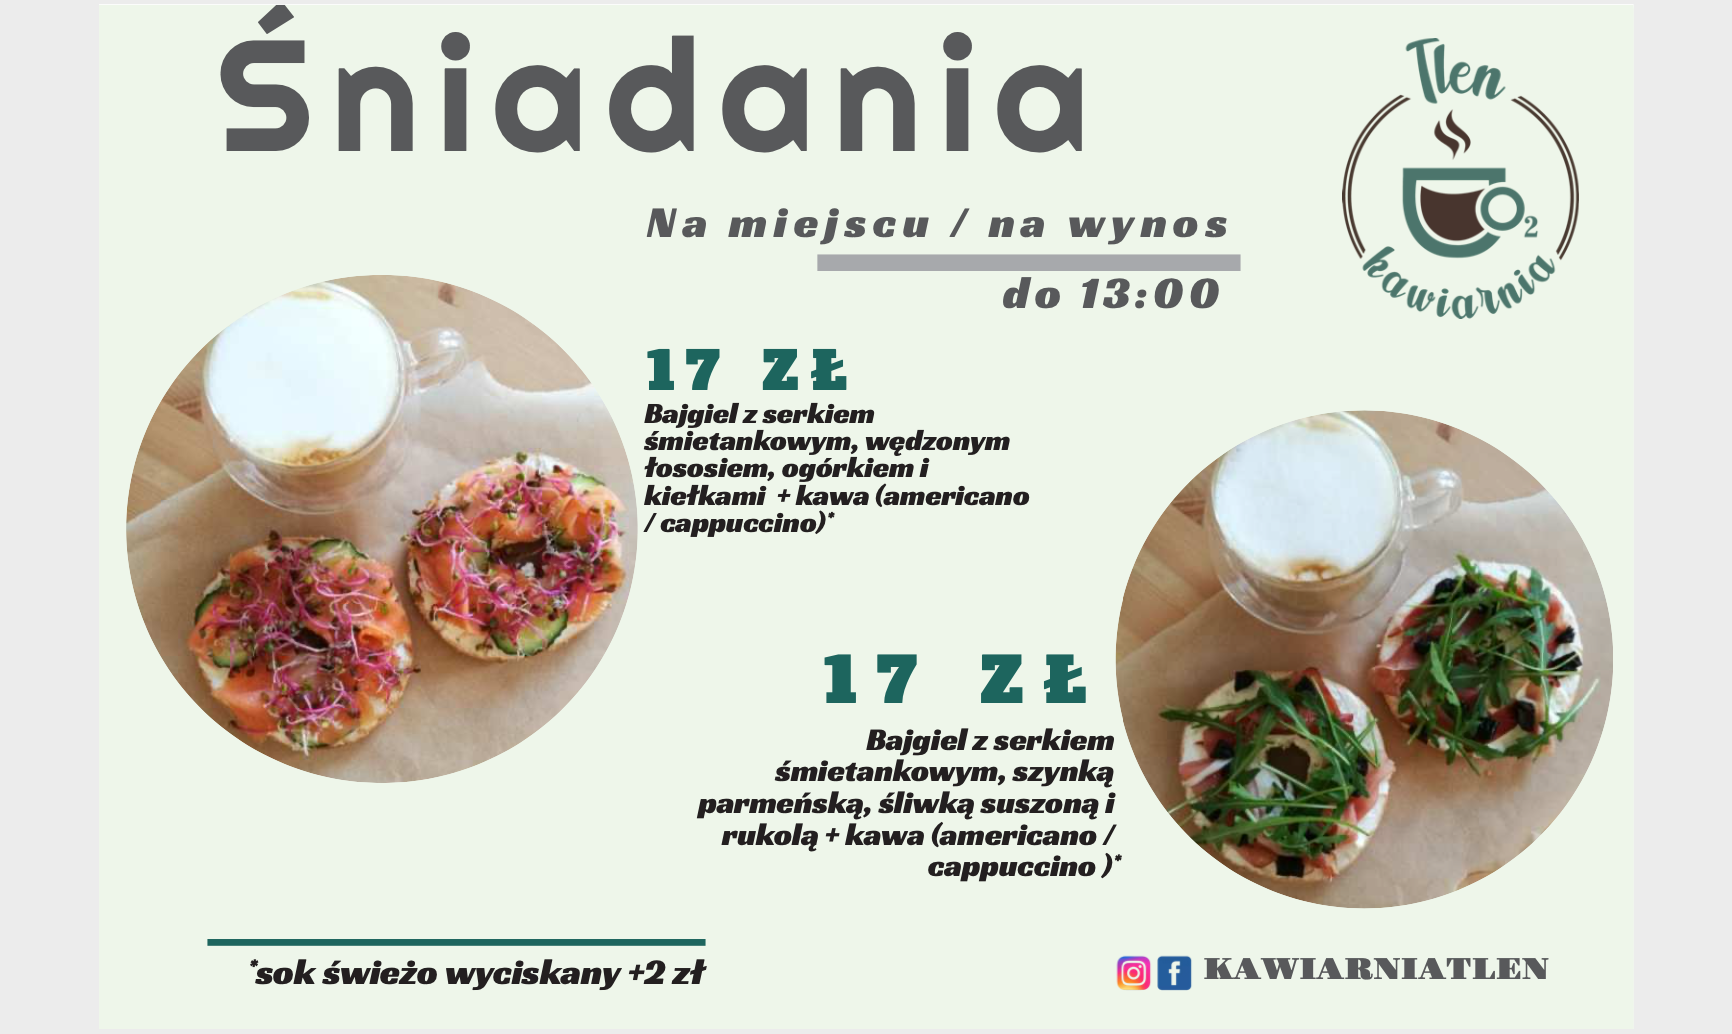 Śniadania
Tlen
2
kawiarnia
Na miejscu / na wynos
do 13:00
17 ZŁ
Bajgiel z serkiem
śmietankowym, wędzonym
łososiem, ogórkiem i
kiełkami + kawa (americano
/ cappuccino)*
17 ZŁ
Bajgiel z serkiem
śmietankowym, szynką
parmeńską, śliwką suszoną i
rukolą + kawa (americano /
cappuccino )*
*sok świeżo wyciskany +2 zł
KAWIARNIATLEN